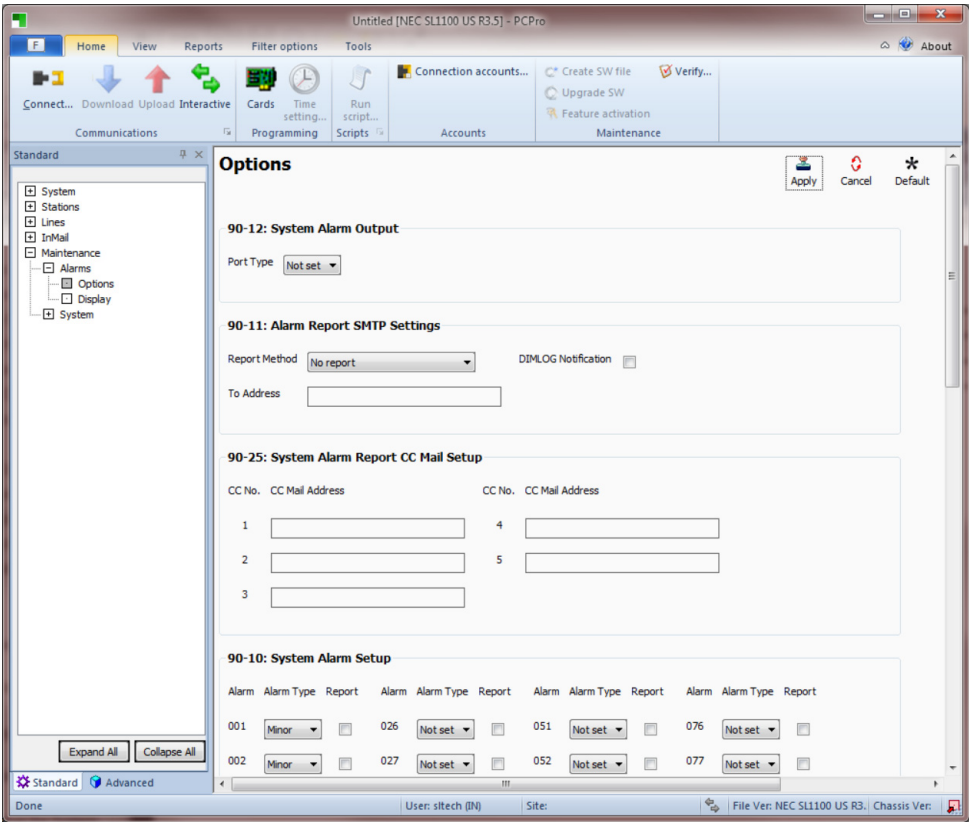 Untitled [NEC SL1100 US R3.5] - PCPro
F Home View Reports Filter options Tools About
Connect... Download Upload Interactive
Communications
Cards Time setting...
Programming
Run script...
Scripts
Connection accounts...
Accounts
Create SW file Verify...
Upgrade SW
Feature activation
Maintenance
Standard
System
Stations
Lines
InMail
Maintenance
Alarms
Options
Display
System
Expand All Collapse All
Standard Advanced
Options
Apply Cancel Default
90-12: System Alarm Output
Port Type Not set
90-11: Alarm Report SMTP Settings
Report Method No report DIMLOG Notification
To Address
90-25: System Alarm Report CC Mail Setup
CC No. CC Mail Address CC No. CC Mail Address
1 4
2 5
3
90-10: System Alarm Setup
Alarm Alarm Type Report Alarm Alarm Type Report Alarm Alarm Type Report Alarm Alarm Type Report
001 Minor 026 Not set 051 Not set 076 Not set
002 Minor 027 Not set 052 Not set 077 Not set
Done User: sltech (IN) Site: File Ver: NEC SL1100 US R3. Chassis Ver: